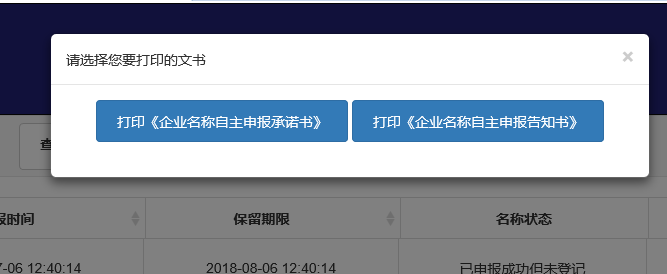 请选择您要打印的文书 ×
打印《企业名称自主申报承诺书》 打印《企业名称自主申报告知书》
查
报时间 保留期限 名称状态
7-06 12:40:14 2018-08-06 12:40:14 已申报成功但未登记